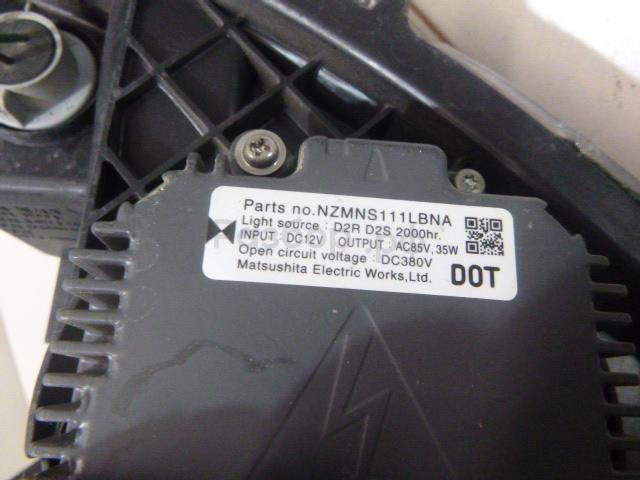 Parts no.NZMNS111LBNA
Light source : D2R D2S 2000hr.
INPUT : DC12V OUTPUT : AC85V, 35W
Open circuit voltage : DC380V
Matsushita Electric Works,Ltd. DOT